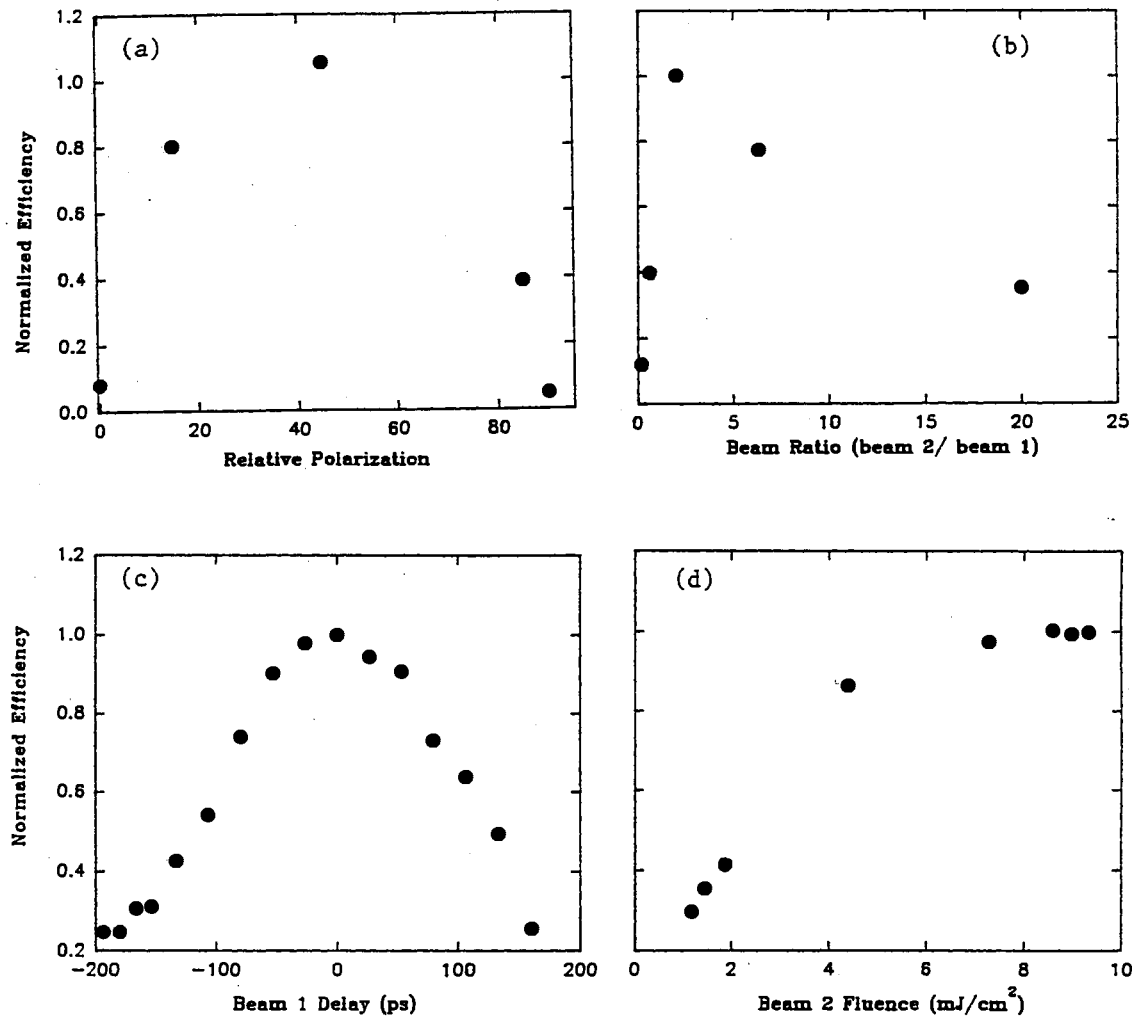 (a)
1.2
1.0
0.8
0.6
0.4
0.2
0.0
Normalized Efficiency
0 20 40 60 80
Relative Polarization
(b)
0 5 10 15 20 25
Beam Ratio (beam 2/ beam 1)
(c)
1.2
1.0
0.8
0.6
0.4
0.2
Normalized Efficiency
−200 −100 0 100 200
Beam 1 Delay (ps)
(d)
0 2 4 6 8 10
Beam 2 Fluence (mJ/cm²)